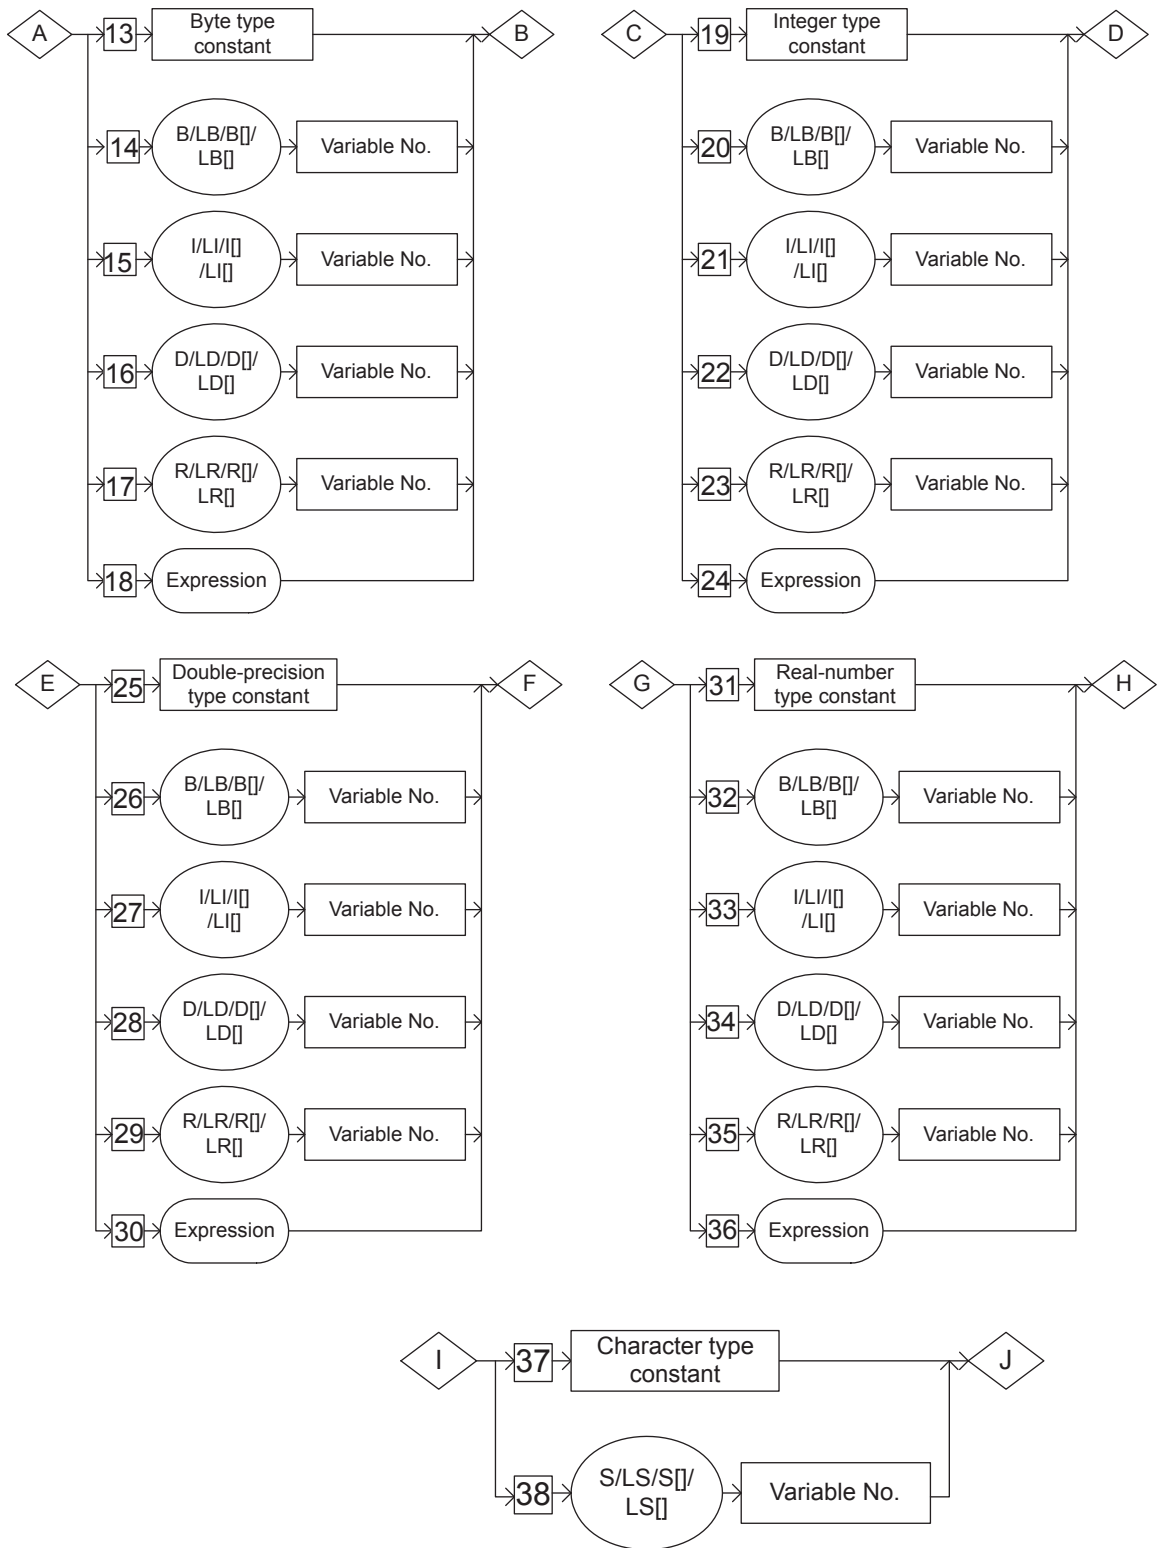 A
13
Byte type
constant
B
14
B/LB/B[]/
LB[]
Variable No.
15
I/LI/I[]
/LI[]
Variable No.
16
D/LD/D[]/
LD[]
Variable No.
17
R/LR/R[]/
LR[]
Variable No.
18
Expression
C
19
Integer type
constant
D
20
B/LB/B[]/
LB[]
Variable No.
21
I/LI/I[]
/LI[]
Variable No.
22
D/LD/D[]/
LD[]
Variable No.
23
R/LR/R[]/
LR[]
Variable No.
24
Expression
E
25
Double-precision
type constant
F
26
B/LB/B[]/
LB[]
Variable No.
27
I/LI/I[]
/LI[]
Variable No.
28
D/LD/D[]/
LD[]
Variable No.
29
R/LR/R[]/
LR[]
Variable No.
30
Expression
G
31
Real-number
type constant
H
32
B/LB/B[]/
LB[]
Variable No.
33
I/LI/I[]
/LI[]
Variable No.
34
D/LD/D[]/
LD[]
Variable No.
35
R/LR/R[]/
LR[]
Variable No.
36
Expression
I
37
Character type
constant
J
38
S/LS/S[]/
LS[]
Variable No.